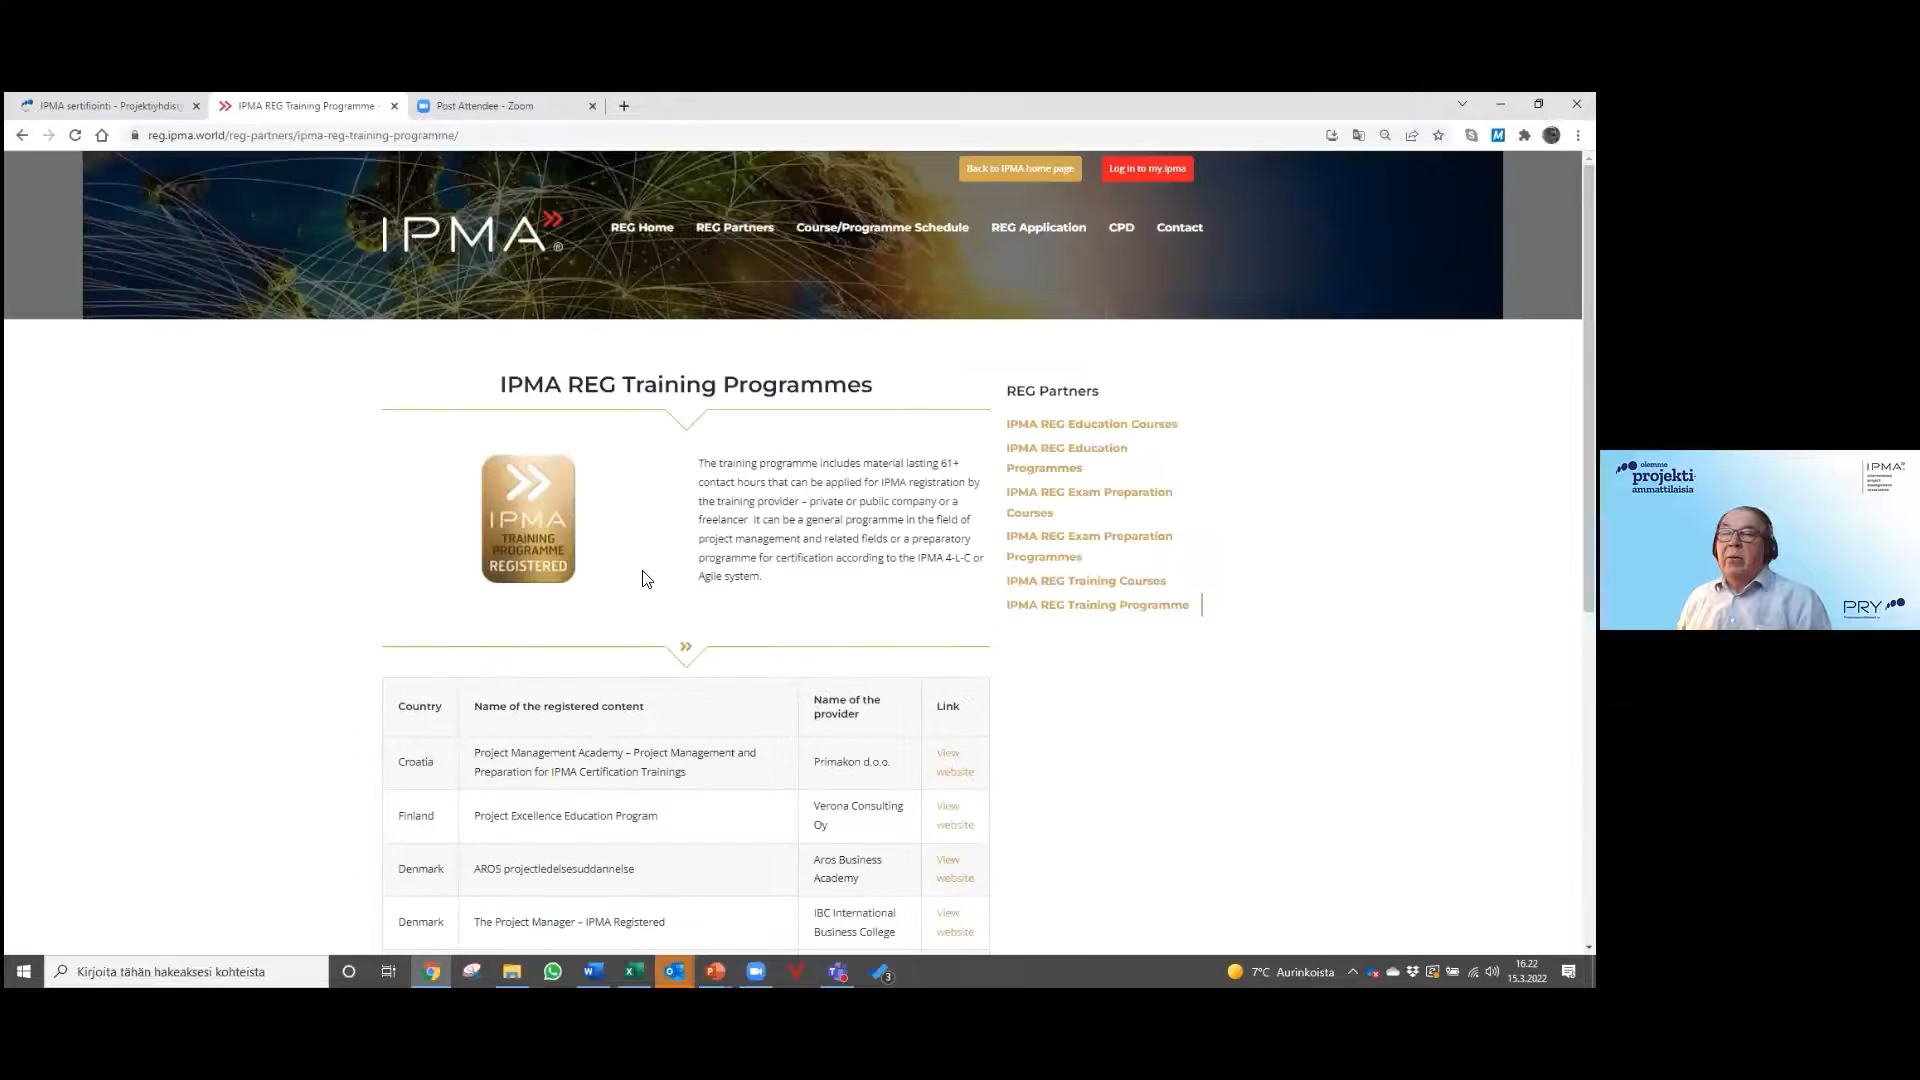 IPMA sertifiointi - Projektiyhdist
IPMA REG Training Programme -
Post Attendee - Zoom
reg.ipma.world/reg-partners/ipma-reg-training-programme/
Back to IPMA home page
Log in to my.ipma
IPMA ®
REG Home
REG Partners
Course/Programme Schedule
REG Application
CPD
Contact
IPMA REG Training Programmes
IPMA
TRAINING
PROGRAMME
REGISTERED
The training programme includes material lasting 61+
contact hours that can be applied for IPMA registration by
the training provider – private or public company or a
freelancer. It can be a general programme in the field of
project management and related fields or a preparatory
programme for certification according to the IPMA 4-L-C or
Agile system.
REG Partners
IPMA REG Education Courses
IPMA REG Education
Programmes
IPMA REG Exam Preparation
Courses
IPMA REG Exam Preparation
Programmes
IPMA REG Training Courses
IPMA REG Training Programme
Country
Name of the registered content
Name of the
provider
Link
Croatia
Project Management Academy – Project Management and
Preparation for IPMA Certification Trainings
Primakon d.o.o.
View
website
Finland
Project Excellence Education Program
Verona Consulting
Oy
View
website
Denmark
AROS projectledelsesuddannelse
Aros Business
Academy
View
website
Denmark
The Project Manager – IPMA Registered
IBC International
Business College
View
website
Kirjoita tähän hakeaksesi kohteista
3
7°C Aurinkoista
16.22
15.3.2022
olemme
projekti
ammattilaisia
IPMA
international
project
management
association
PRY